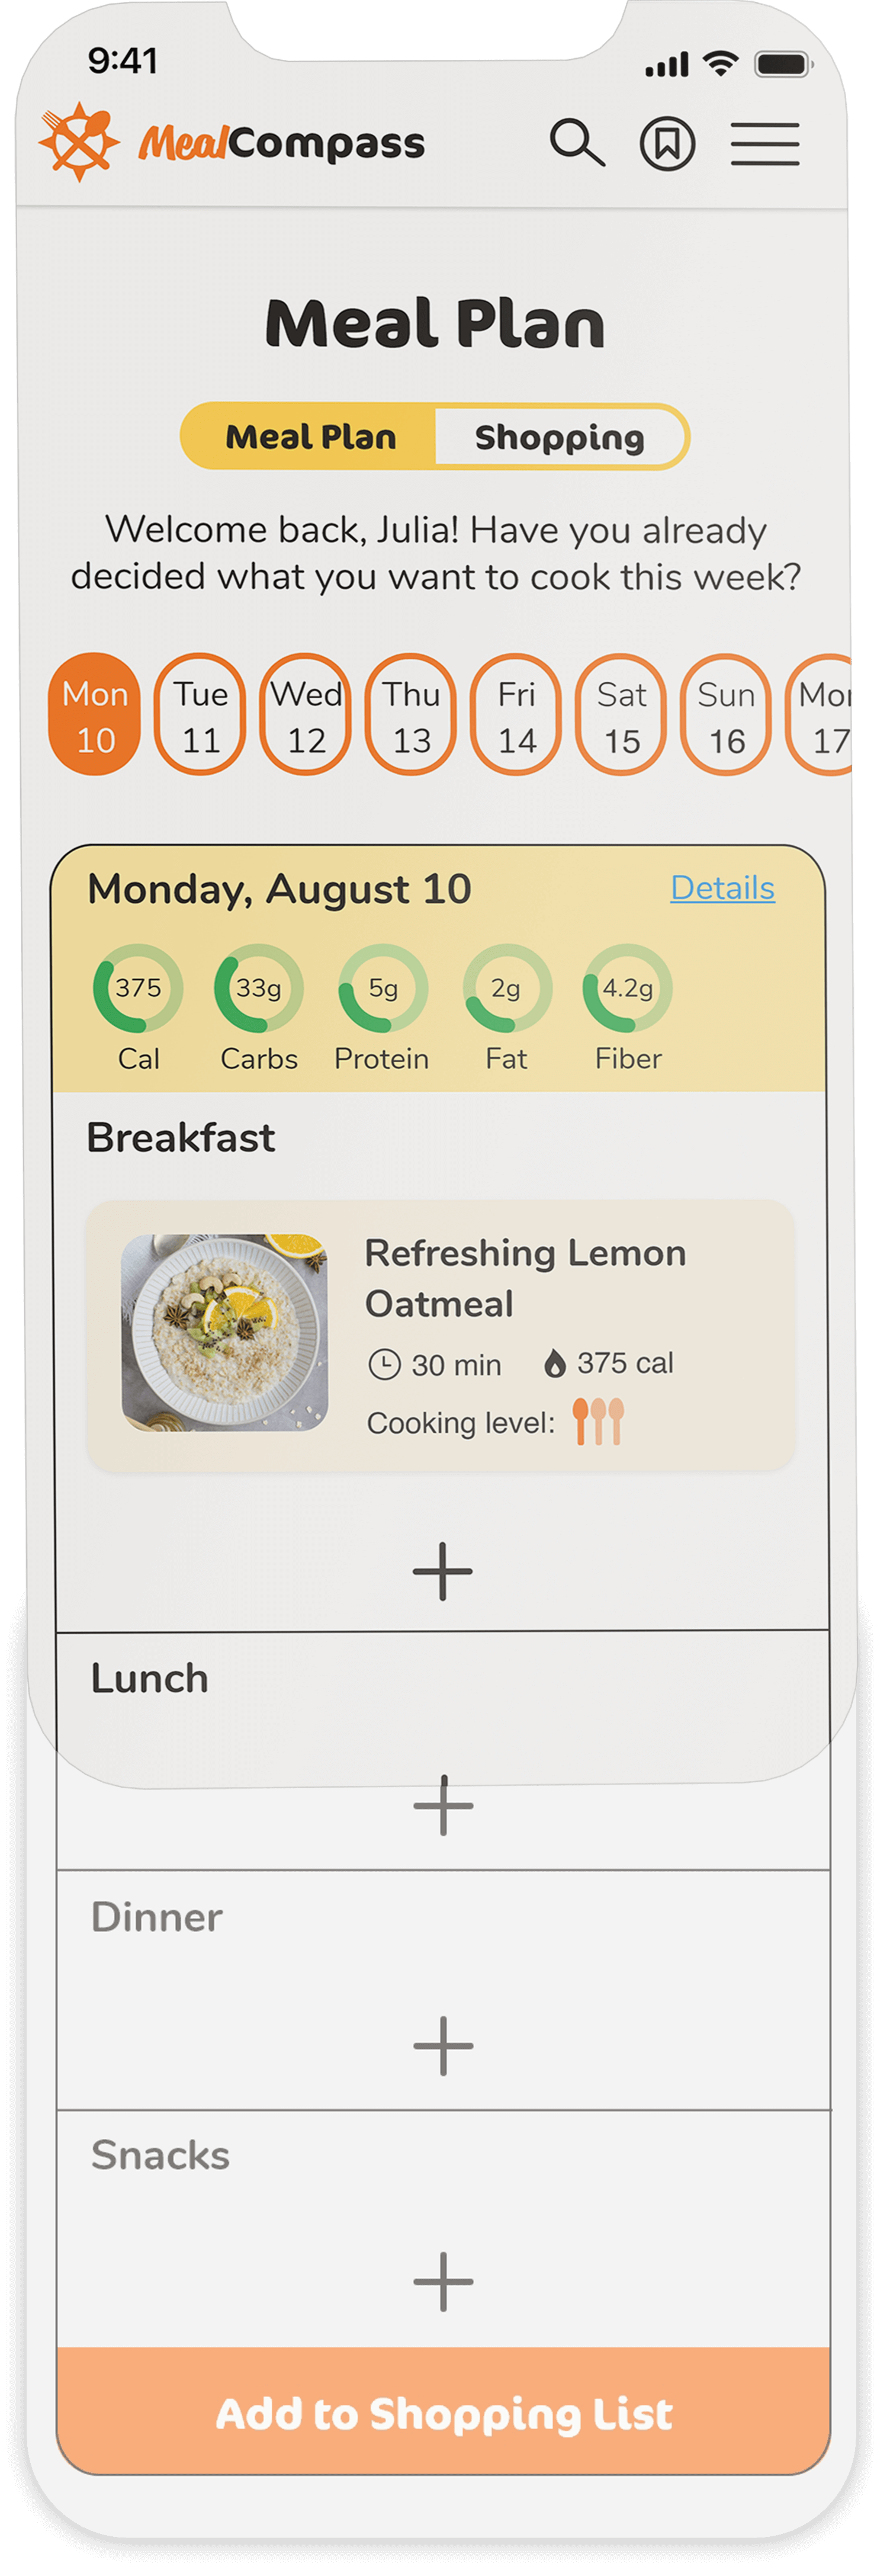 9:41
MealCompass
Meal Plan
Meal Plan Shopping
Welcome back, Julia! Have you already
decided what you want to cook this week?
Mon Tue Wed Thu Fri Sat Sun Mon
10 11 12 13 14 15 16 17
Monday, August 10 Details
375 33g 5g 2g 4.2g
Cal Carbs Protein Fat Fiber
Breakfast
Refreshing Lemon
Oatmeal
30 min 375 cal
Cooking level:
Lunch
Dinner
Snacks
Add to Shopping List